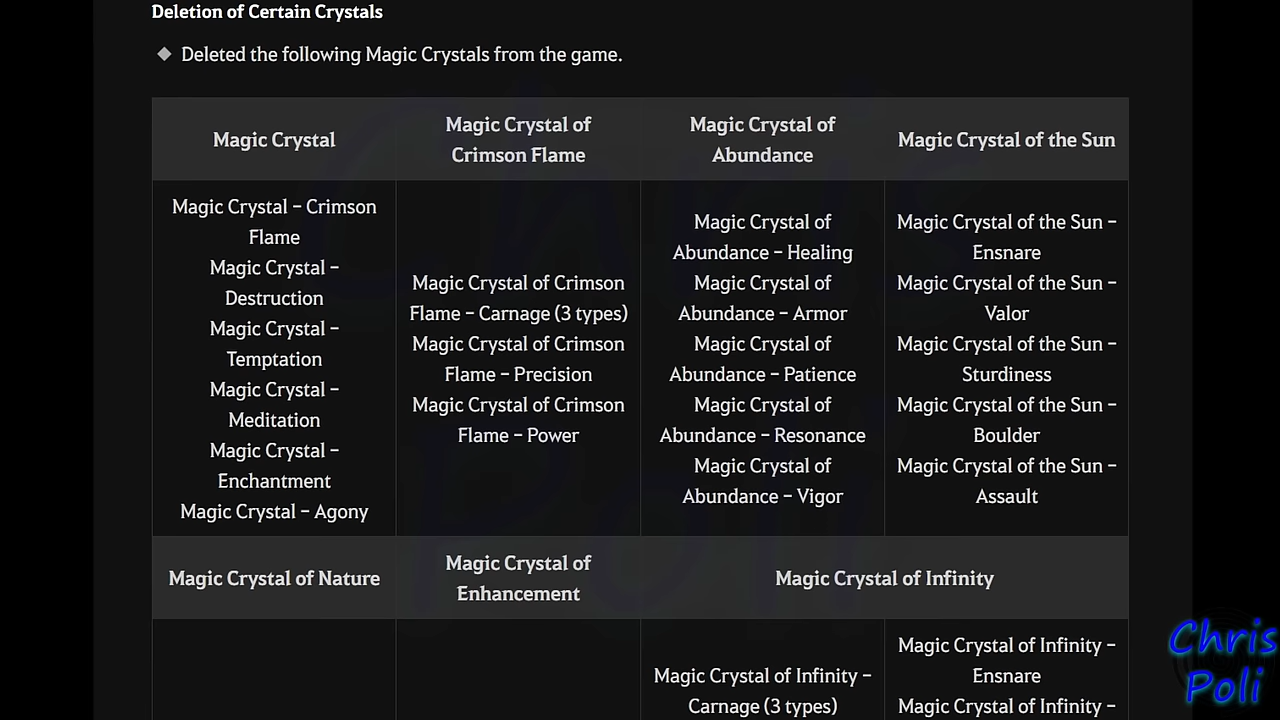 Deletion of Certain Crystals
Deleted the following Magic Crystals from the game.
Magic Crystal
Magic Crystal of
Crimson Flame
Magic Crystal of
Abundance
Magic Crystal of the Sun
Magic Crystal – Crimson
Flame
Magic Crystal –
Destruction
Magic Crystal –
Temptation
Magic Crystal –
Meditation
Magic Crystal –
Enchantment
Magic Crystal – Agony
Magic Crystal of Crimson
Flame – Carnage (3 types)
Magic Crystal of Crimson
Flame – Precision
Magic Crystal of Crimson
Flame – Power
Magic Crystal of
Abundance – Healing
Magic Crystal of
Abundance – Armor
Magic Crystal of
Abundance – Patience
Magic Crystal of
Abundance – Resonance
Magic Crystal of
Abundance – Vigor
Magic Crystal of the Sun –
Ensnare
Magic Crystal of the Sun –
Valor
Magic Crystal of the Sun –
Sturdiness
Magic Crystal of the Sun –
Boulder
Magic Crystal of the Sun –
Assault
Magic Crystal of Nature
Magic Crystal of
Enhancement
Magic Crystal of Infinity
Magic Crystal of Infinity –
Carnage (3 types)
Magic Crystal of Infinity –
Ensnare
Magic Crystal of Infinity –
Chris
Poli